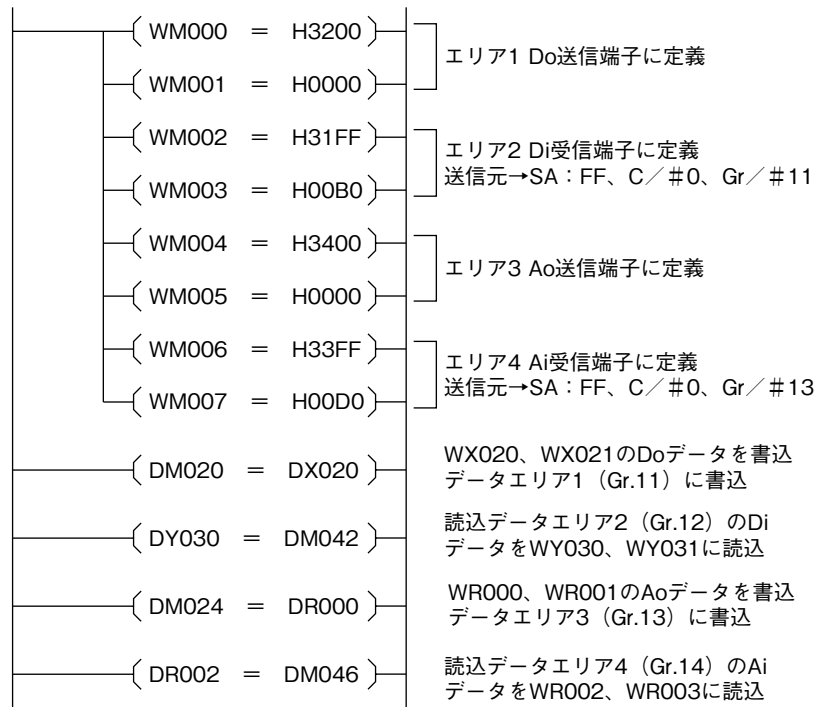 WM000 = H3200
エリア1 Do送信端子に定義
WM001 = H0000
WM002 = H31FF
エリア2 Di受信端子に定義
送信元→SA：FF、C／＃0、Gr／＃11
WM003 = H00B0
WM004 = H3400
エリア3 Ao送信端子に定義
WM005 = H0000
WM006 = H33FF
エリア4 Ai受信端子に定義
送信元→SA：FF、C／＃0、Gr／＃13
WM007 = H00D0
DM020 = DX020
WX020、WX021のDoデータを書込
データエリア1（Gr.11）に書込
DY030 = DM042
読込データエリア2（Gr.12）のDi
データをWY030、WY031に読込
DM024 = DR000
WR000、WR001のAoデータを書込
データエリア3（Gr.13）に書込
DR002 = DM046
読込データエリア4（Gr.14）のAi
データをWR002、WR003に読込